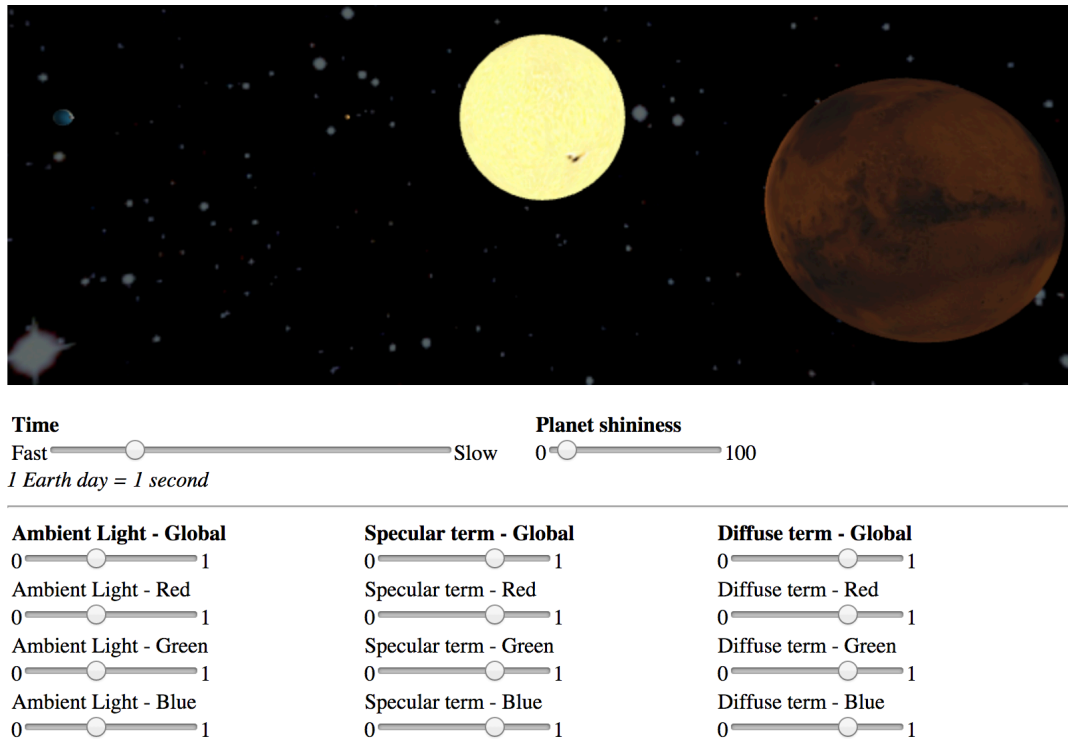 Time
Planet shininess
Fast Slow
0 100
1 Earth day = 1 second
Ambient Light - Global
Specular term - Global
Diffuse term - Global
0 1
0 1
0 1
Ambient Light - Red
Specular term - Red
Diffuse term - Red
0 1
0 1
0 1
Ambient Light - Green
Specular term - Green
Diffuse term - Green
0 1
0 1
0 1
Ambient Light - Blue
Specular term - Blue
Diffuse term - Blue
0 1
0 1
0 1